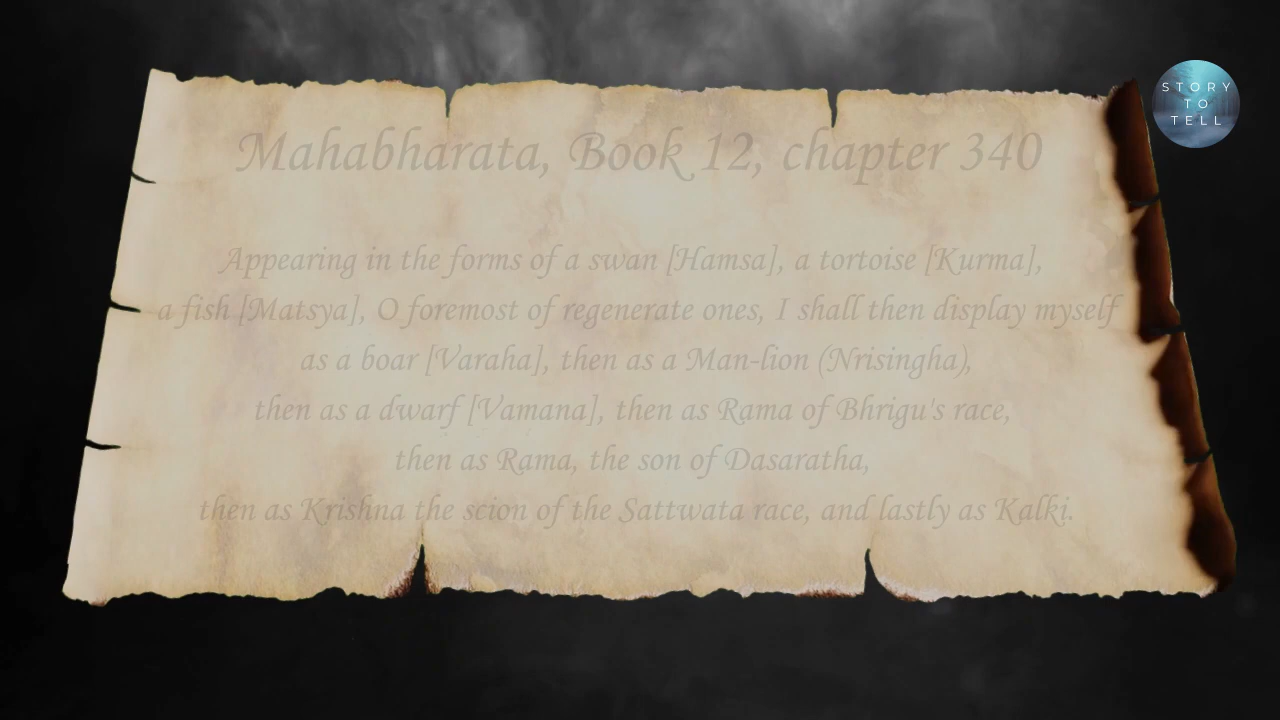 Mahabharata, Book 12, chapter 340
Appearing in the forms of a swan [Hamsa], a tortoise [Kurma],
a fish [Matsya], O foremost of regenerate ones, I shall then display myself
as a boar [Varaha], then as a Man-lion (Nrisingha),
then as a dwarf [Vamana], then as Rama of Bhrigu's race,
then as Rama, the son of Dasaratha,
then as Krishna the scion of the Sattwata race, and lastly as Kalki.
STORY
TO
TELL